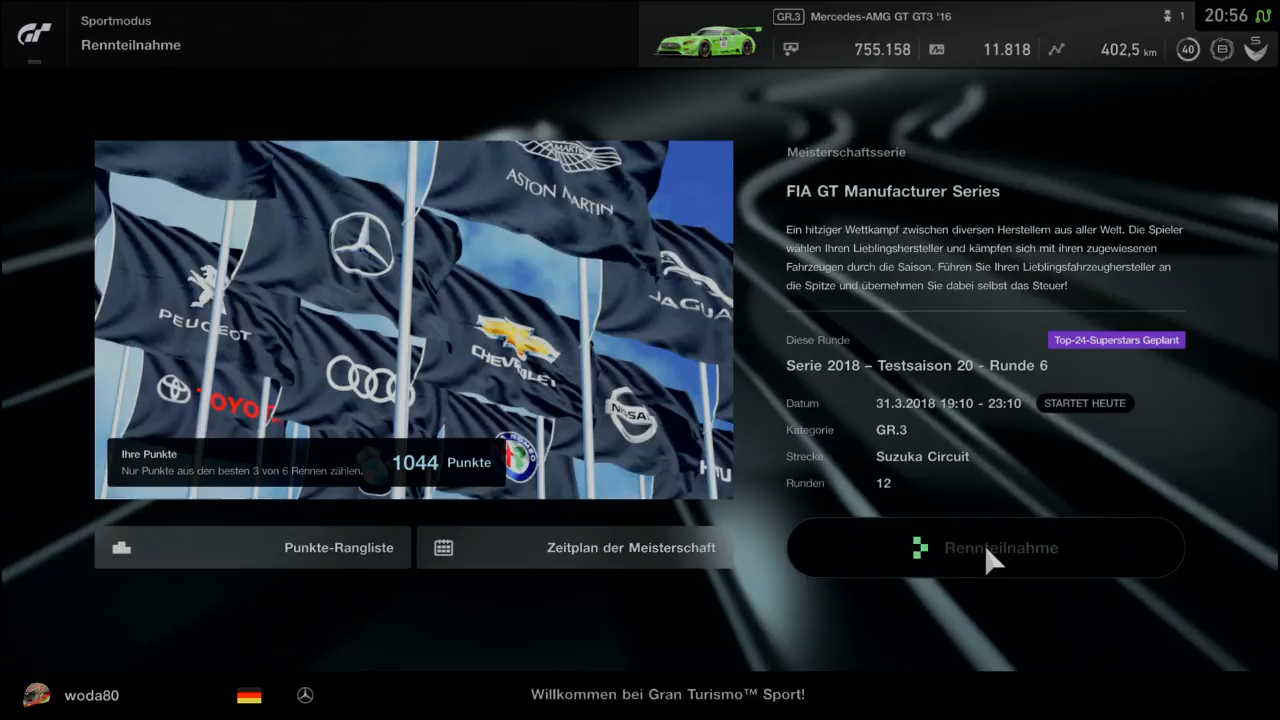 Sportmodus
Rennteilnahme
GR.3 Mercedes-AMG GT GT3 '16
1
20:56
755.158
11.818
402,5 km
40
B
S
MARTIN
ASTON MARTIN
PEUGEOT
JAGUA
CHEVROLET
TOYO
NISSA
ROMEO
HYU
Ihre Punkte
Nur Punkte aus den besten 3 von 6 Rennen zählen.
1044 Punkte
Punkte-Rangliste
Zeitplan der Meisterschaft
Meisterschaftsserie
FIA GT Manufacturer Series
Ein hitziger Wettkampf zwischen diversen Herstellern aus aller Welt. Die Spieler
wählen Ihren Lieblingshersteller und kämpfen sich mit ihren zugewiesenen
Fahrzeugen durch die Saison. Führen Sie Ihren Lieblingsfahrzeughersteller an
die Spitze und übernehmen Sie dabei selbst das Steuer!
Diese Runde
Top-24-Superstars Geplant
Serie 2018 – Testsaison 20 - Runde 6
Datum 31.3.2018 19:10 - 23:10 STARTET HEUTE
Kategorie GR.3
Strecke Suzuka Circuit
Runden 12
Rennteilnahme
woda80
Willkommen bei Gran Turismo™ Sport!